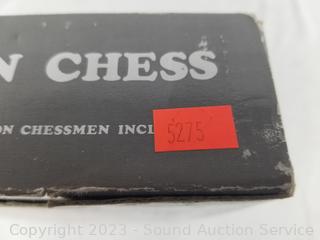 N CHESS
ON CHESSMEN INCL
5275
Copyright 2023 - Sound Auction Service